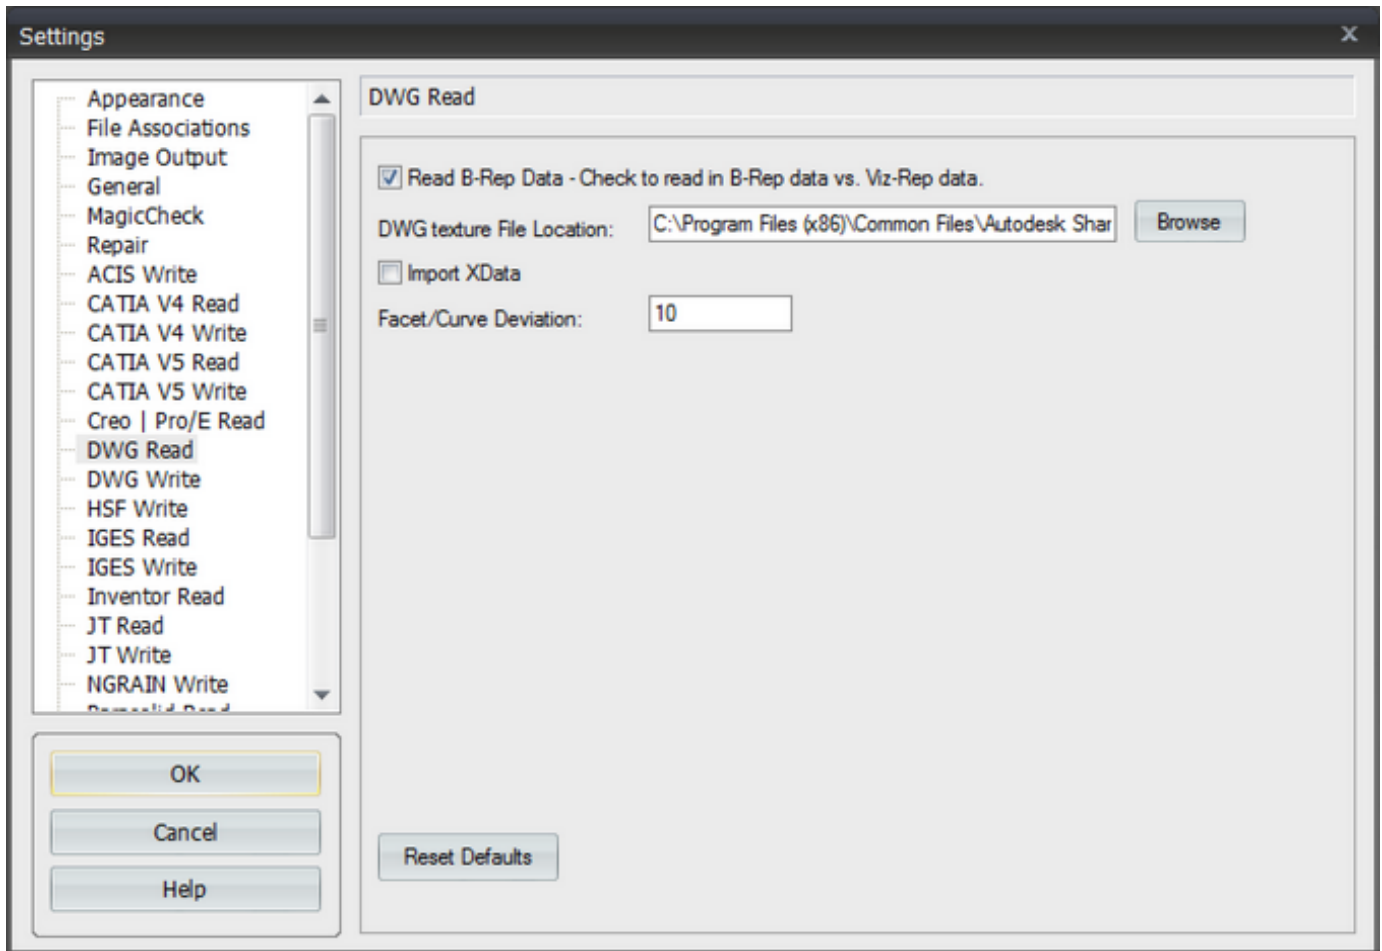 Settings
x
Appearance
File Associations
Image Output
General
MagicCheck
Repair
ACIS Write
CATIA V4 Read
CATIA V4 Write
CATIA V5 Read
CATIA V5 Write
Creo | Pro/E Read
DWG Read
DWG Write
HSF Write
IGES Read
IGES Write
Inventor Read
JT Read
JT Write
NGRAIN Write
Parasolid Read
OK
Cancel
Help
DWG Read
Read B-Rep Data - Check to read in B-Rep data vs. Viz-Rep data.
DWG texture File Location: C:\Program Files (x86)\Common Files\Autodesk Shar Browse
Import XData
Facet/Curve Deviation: 10
Reset Defaults